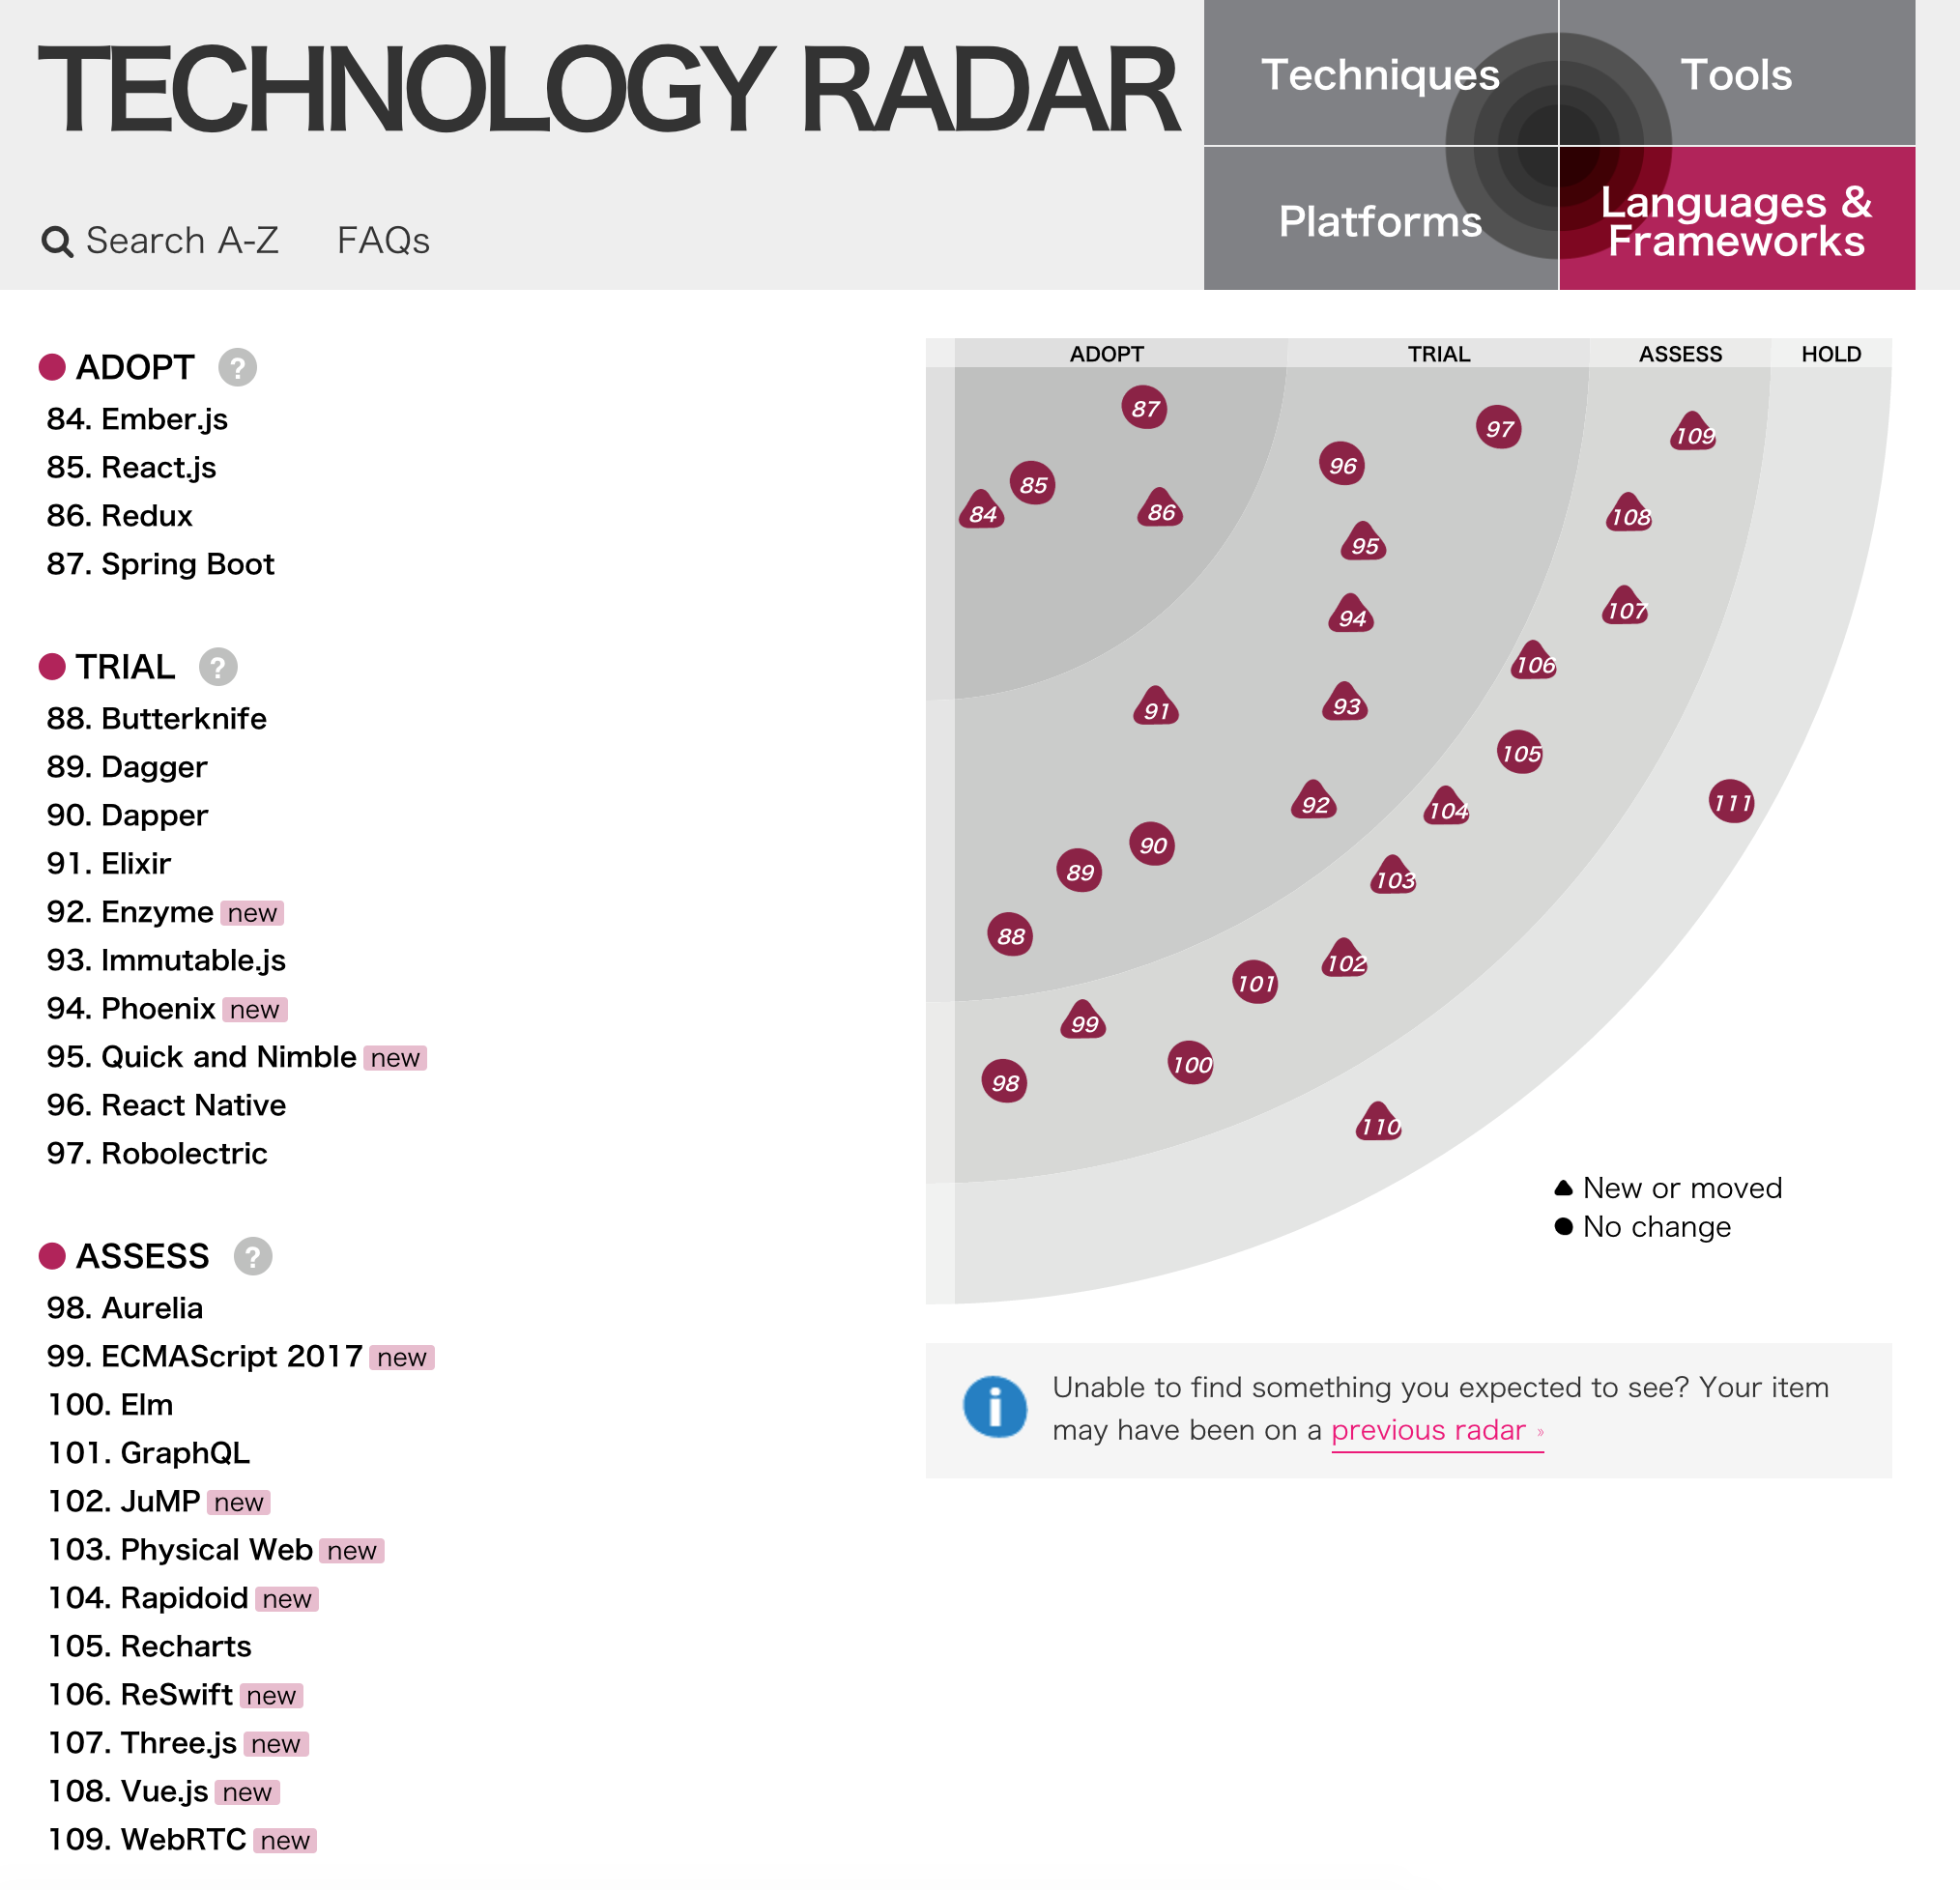 TECHNOLOGY RADAR
Search A-Z FAQs
Techniques
Tools
Platforms
Languages &
Frameworks
ADOPT ?
84. Ember.js
85. React.js
86. Redux
87. Spring Boot
TRIAL ?
88. Butterknife
89. Dagger
90. Dapper
91. Elixir
92. Enzyme new
93. Immutable.js
94. Phoenix new
95. Quick and Nimble new
96. React Native
97. Robolectric
ASSESS ?
98. Aurelia
99. ECMAScript 2017 new
100. Elm
101. GraphQL
102. JuMP new
103. Physical Web new
104. Rapidoid new
105. Recharts
106. ReSwift new
107. Three.js new
108. Vue.js new
109. WebRTC new
ADOPT TRIAL ASSESS HOLD
87
97
109
96
85
84
86
108
95
94
107
106
91
93
105
92
104
111
90
89
103
88
102
101
99
100
98
110
New or moved
No change
i
Unable to find something you expected to see? Your item
may have been on a previous radar »